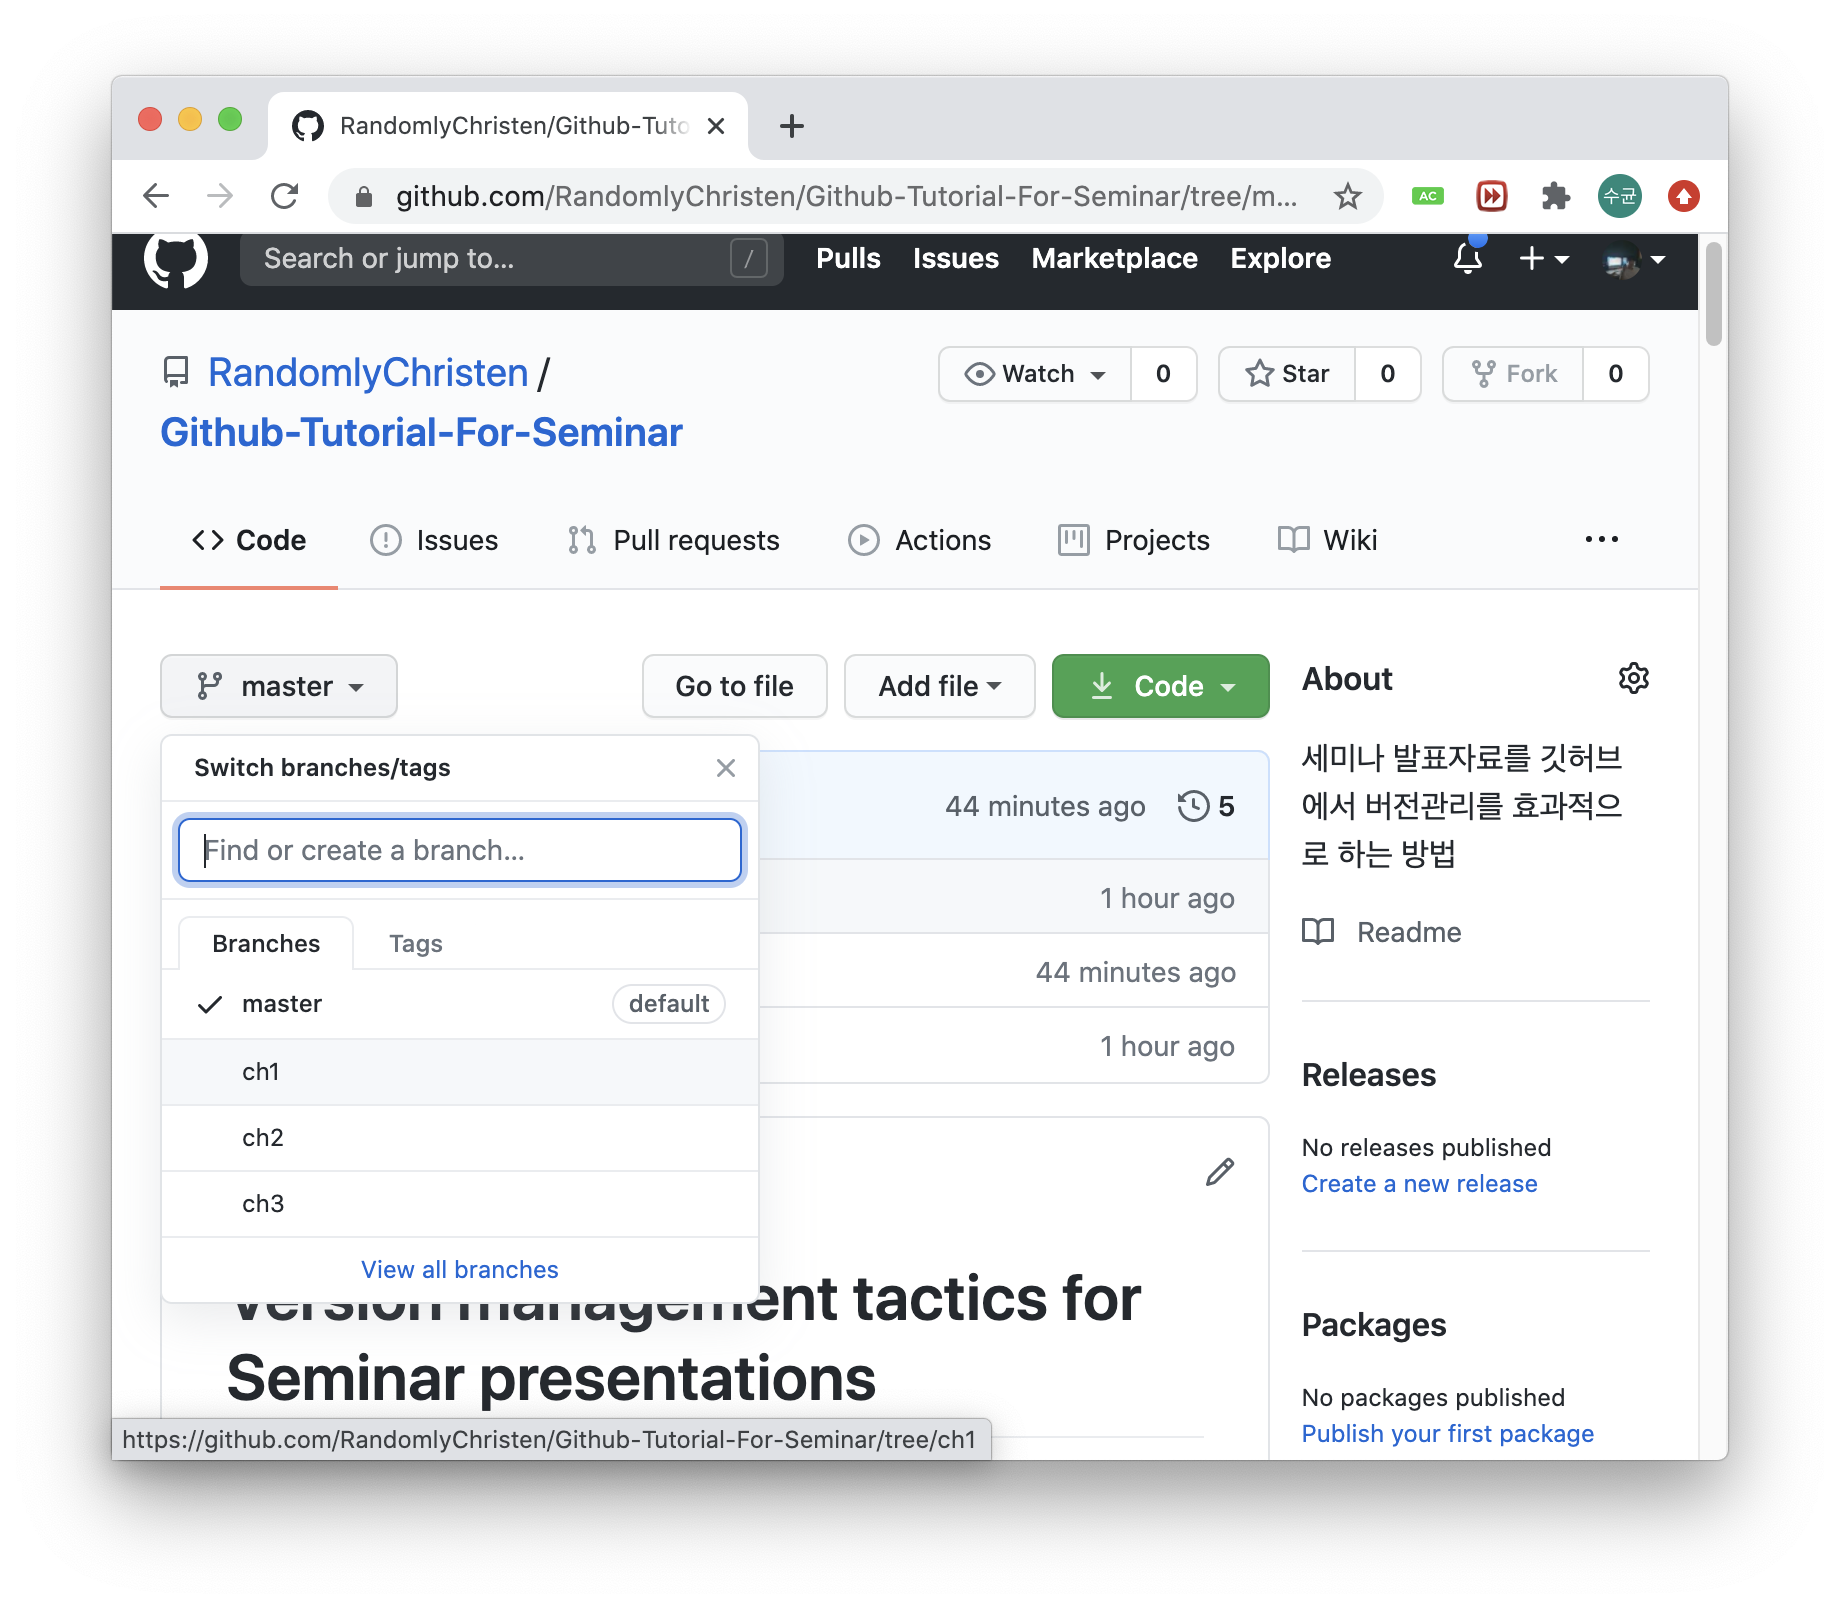 RandomlyChristen/Github-Tuto
github.com/RandomlyChristen/Github-Tutorial-For-Seminar/tree/m...
AC
수균
Search or jump to...
/
Pulls
Issues
Marketplace
Explore
RandomlyChristen /
Github-Tutorial-For-Seminar
Watch
0
Star
0
Fork
0
Code
Issues
Pull requests
Actions
Projects
Wiki
master
Go to file
Add file
Code
Switch branches/tags
Find or create a branch...
Branches
Tags
master
default
ch1
ch2
ch3
View all branches
44 minutes ago
5
1 hour ago
44 minutes ago
1 hour ago
Version management tactics for
Seminar presentations
About
세미나 발표자료를 깃허브
에서 버전관리를 효과적으
로 하는 방법
Readme
Releases
No releases published
Create a new release
Packages
No packages published
Publish your first package
https://github.com/RandomlyChristen/Github-Tutorial-For-Seminar/tree/ch1